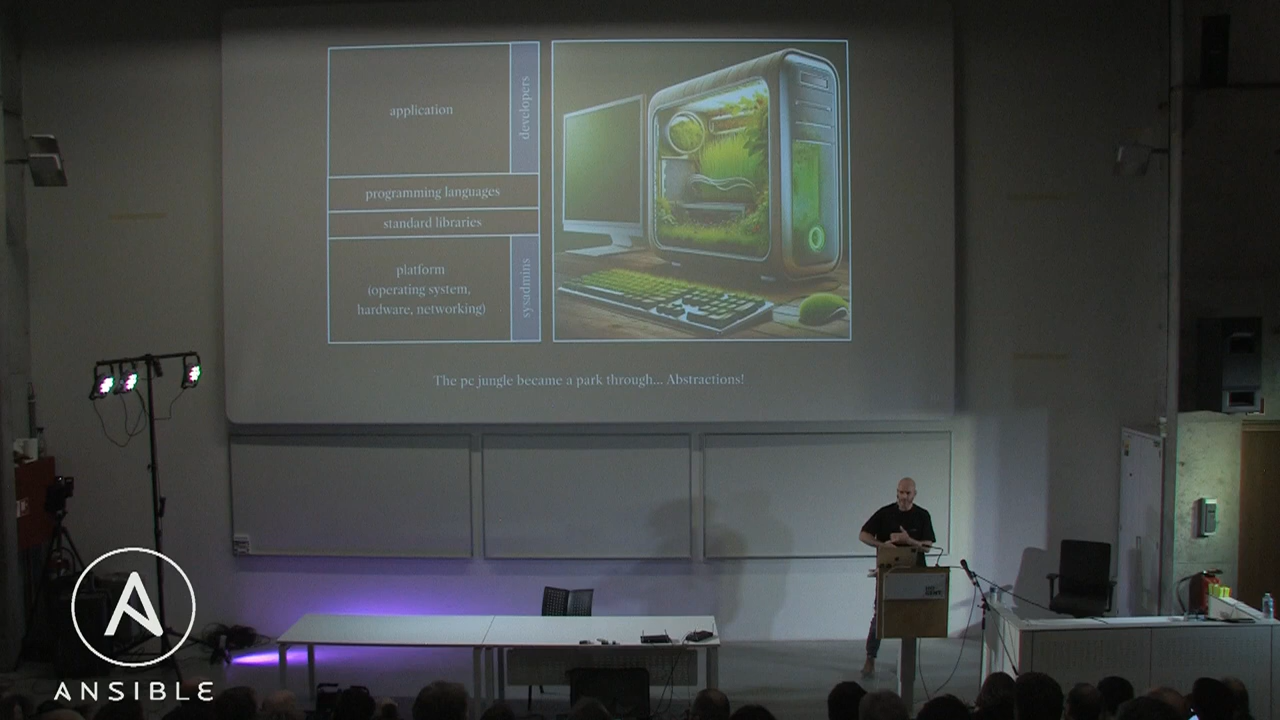 application
developers
programming languages
standard libraries
platform
(operating system,
hardware, networking)
sysadmins
The pc jungle became a park through... Abstractions!
ANSIBLE